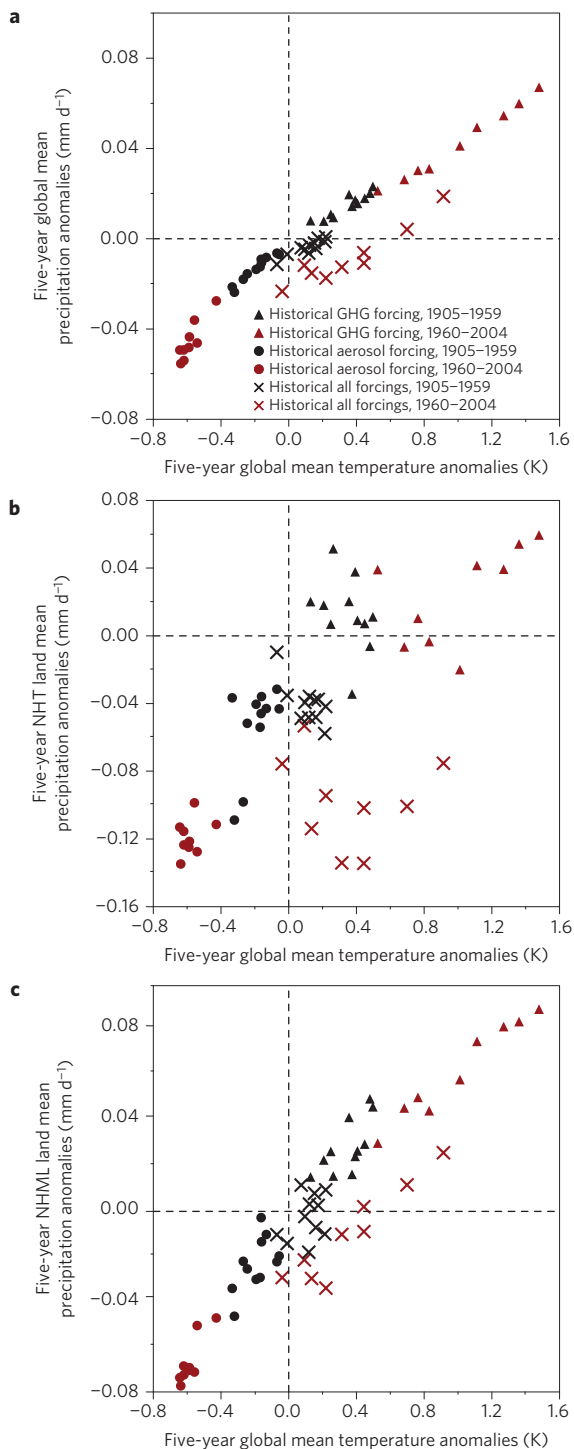 a
Five-year global mean
precipitation anomalies (mm d⁻¹)
0.08
0.04
0.00
−0.04
−0.08
▲ Historical GHG forcing, 1905–1959
▲ Historical GHG forcing, 1960–2004
● Historical aerosol forcing, 1905–1959
● Historical aerosol forcing, 1960–2004
× Historical all forcings, 1905–1959
× Historical all forcings, 1960–2004
−0.8 −0.4 0.0 0.4 0.8 1.2 1.6
Five-year global mean temperature anomalies (K)
b
Five-year NHT land mean
precipitation anomalies (mm d⁻¹)
0.08
0.04
0.00
−0.04
−0.08
−0.12
−0.16
−0.8 −0.4 0.0 0.4 0.8 1.2 1.6
Five-year global mean temperature anomalies (K)
c
Five-year NHML land mean
precipitation anomalies (mm d⁻¹)
0.08
0.04
0.00
−0.04
−0.08
−0.8 −0.4 0.0 0.4 0.8 1.2 1.6
Five-year global mean temperature anomalies (K)